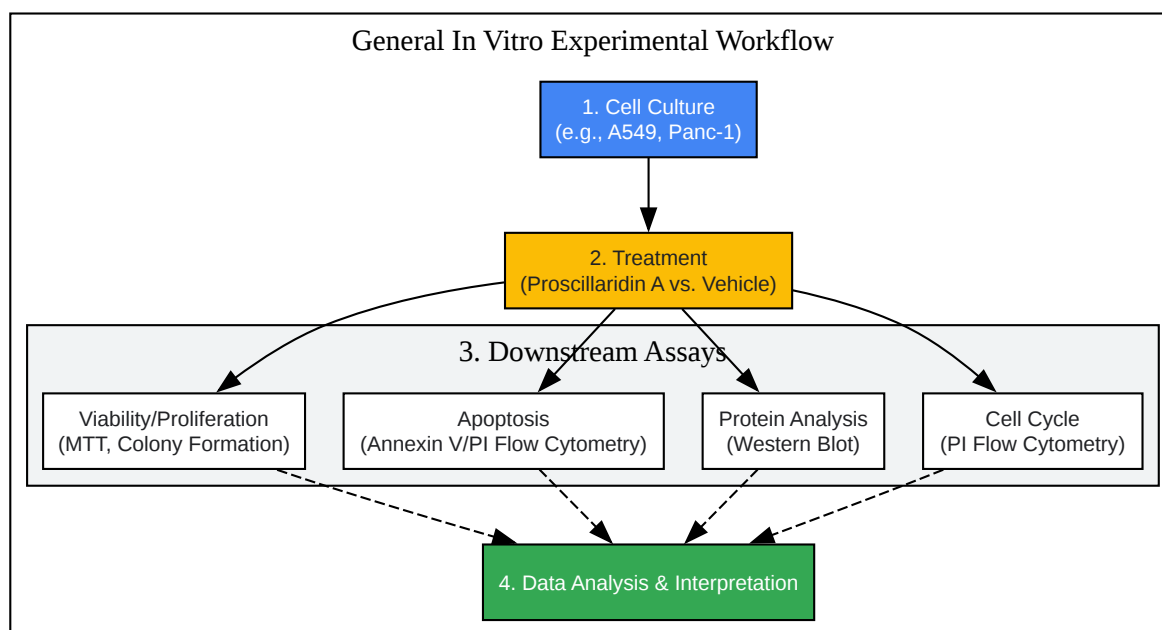 General In Vitro Experimental Workflow
1. Cell Culture
(e.g., A549, Panc-1)
2. Treatment
(Proscillaridin A vs. Vehicle)
3. Downstream Assays
Viability/Proliferation
(MTT, Colony Formation)
Apoptosis
(Annexin V/PI Flow Cytometry)
Protein Analysis
(Western Blot)
Cell Cycle
(PI Flow Cytometry)
4. Data Analysis & Interpretation